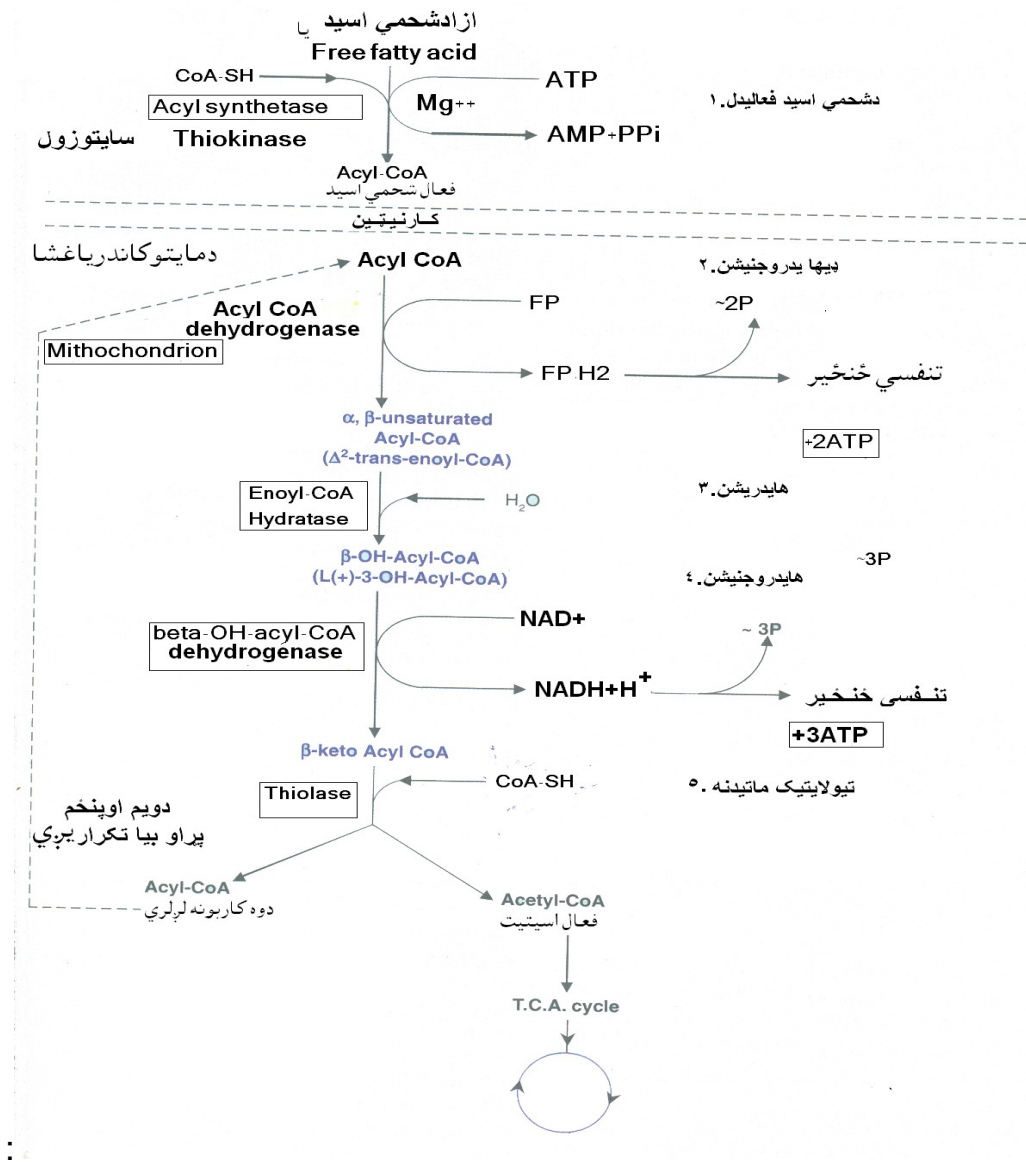 ازادشحمي اسید یا
Free fatty acid
CoA-SH
ATP
Acyl synthetase
Mg++
دشحمي اسید فعالیدل.۱
سایتوزول
Thiokinase
AMP+PPi
Acyl-CoA
فعال شحمي اسید
کارنیټین
دمایتوکاندریاغشا
Acyl CoA
ډیها یدروجنیشن.۲
Acyl CoA
dehydrogenase
FP
~2P
Mithochondrion
FP.H2
تنفسي ځنځیر
α, β-unsaturated
Acyl-CoA
(Δ²-trans-enoyl-CoA)
+2ATP
Enoyl-CoA
Hydratase
H₂O
هایدریشن.۳
β-OH-Acyl-CoA
(L(+)-3-OH-Acyl-CoA)
~3P
هایدروجنیشن.٤
beta-OH-acyl-CoA
dehydrogenase
NAD+
~ 3P
NADH+H⁺
تنفسی خنخیر
+3ATP
β-keto Acyl CoA
Thiolase
CoA-SH
تیولایتیک ماتیدنه .۵
دویم اوپنځم
پړاو بیا تکراریږي
Acyl-CoA
دوه کاربونه لږلري
Acetyl-CoA
فعال اسیتیت
T.C.A. cycle
: